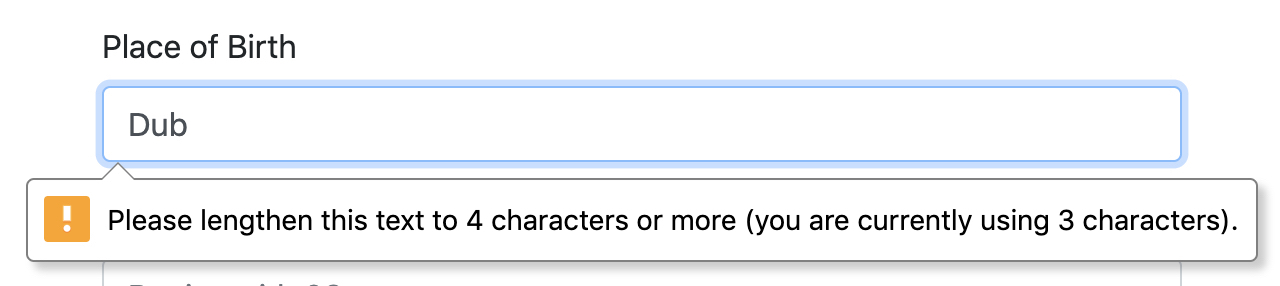 Place of Birth
Dub
Please lengthen this text to 4 characters or more (you are currently using 3 characters).